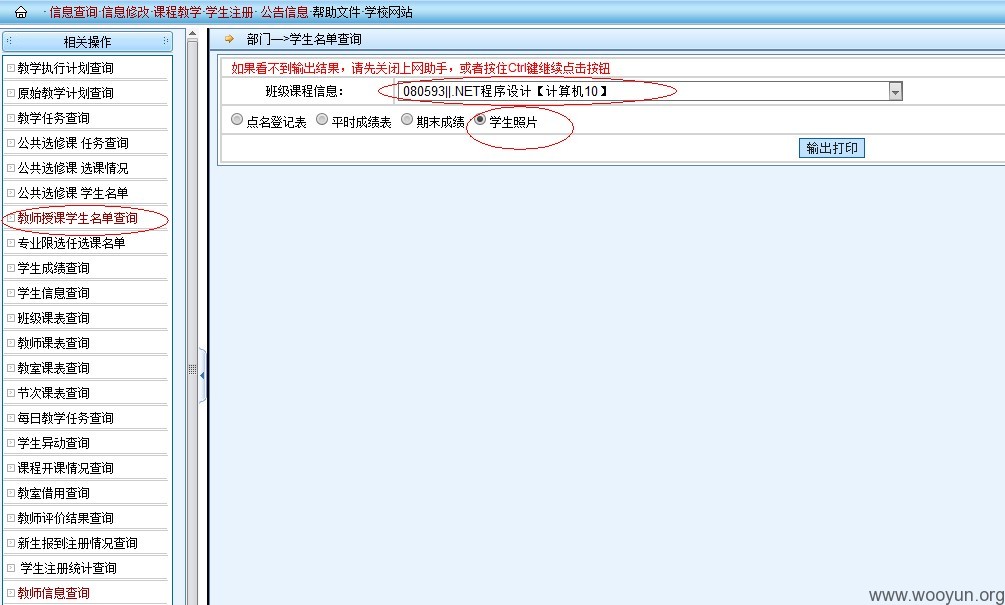 ·信息查询·信息修改·课程教学·学生注册· 公告信息·帮助文件·学校网站
相关操作
教学执行计划查询
原始教学计划查询
教学任务查询
公共选修课 任务查询
公共选修课 选课情况
公共选修课 学生名单
教师授课学生名单查询
专业限选任选课名单
学生成绩查询
学生信息查询
班级课表查询
教师课表查询
教室课表查询
节次课表查询
每日教学任务查询
学生异动查询
课程开课情况查询
教室借用查询
教师评价结果查询
新生报到注册情况查询
学生注册统计查询
教师信息查询
部门—>学生名单查询
如果看不到输出结果，请先关闭上网助手，或者按住Ctrl键继续点击按钮
班级课程信息： 080593||.NET程序设计【计算机10】
点名登记表 平时成绩表 期末成绩 学生照片
输出打印
www.wooyun.org